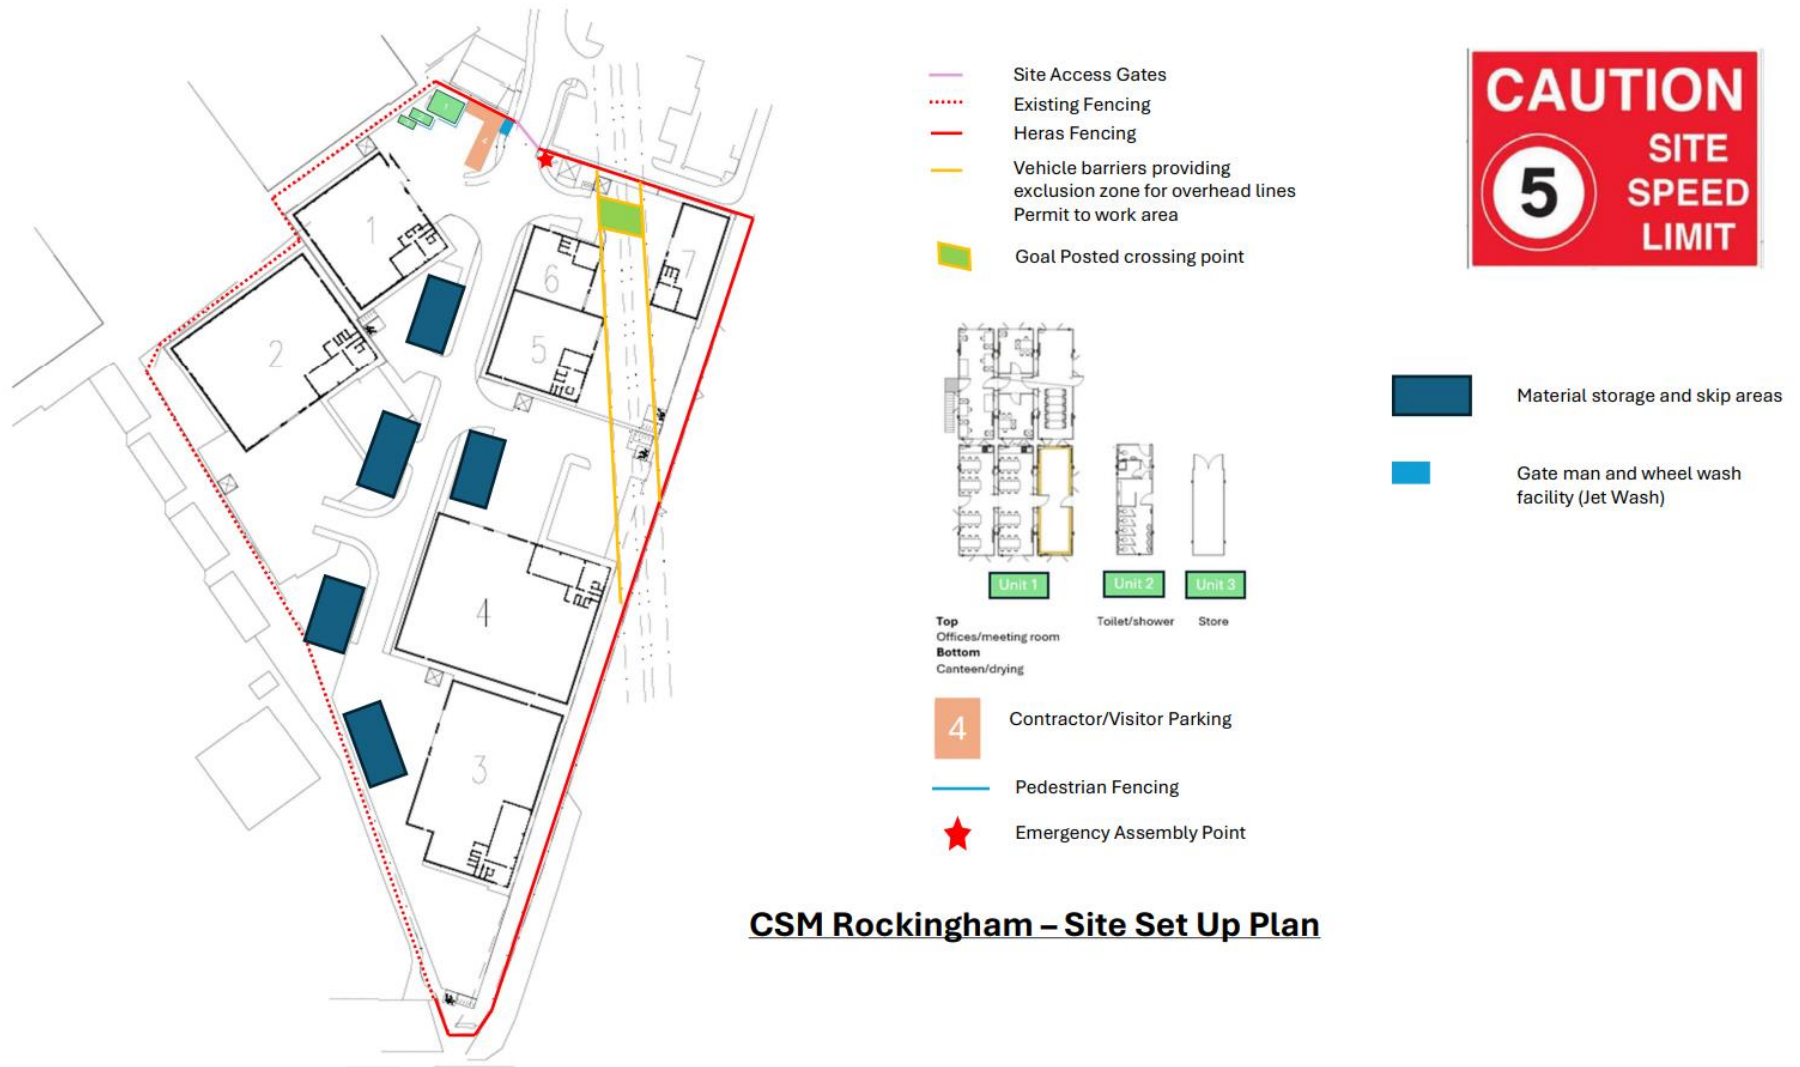 Site Access Gates
Existing Fencing
Heras Fencing
Vehicle barriers providing
exclusion zone for overhead lines
Permit to work area
Goal Posted crossing point
CAUTION
5
SITE
SPEED
LIMIT
1
4
1
2
6
5
7
4
3
Material storage and skip areas
Gate man and wheel wash
facility (Jet Wash)
Unit 1
Unit 2
Unit 3
Top
Offices/meeting room
Bottom
Canteen/drying
Toilet/shower
Store
4
Contractor/Visitor Parking
Pedestrian Fencing
Emergency Assembly Point
CSM Rockingham – Site Set Up Plan